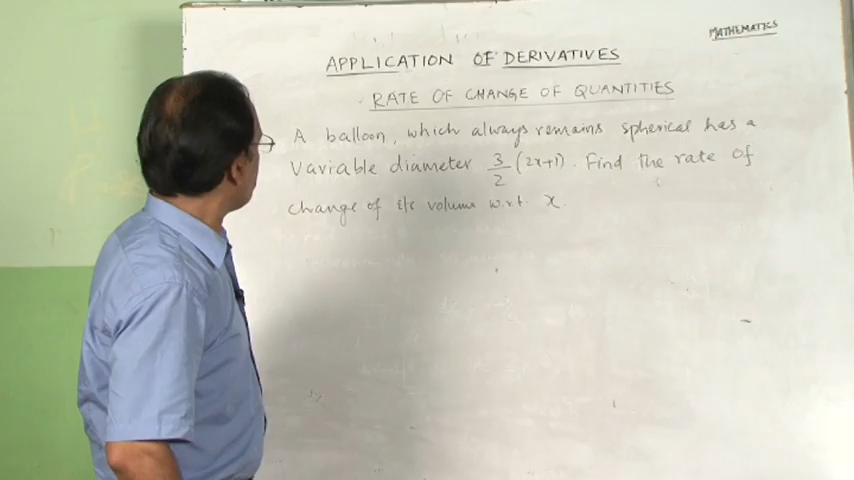 MATHEMATICS
APPLICATION OF DERIVATIVES
RATE OF CHANGE OF QUANTITIES
A balloon, which always remains spherical has a
Variable diameter 3/2 (2x+1). Find the rate of
change of its volume w.r.t. x.